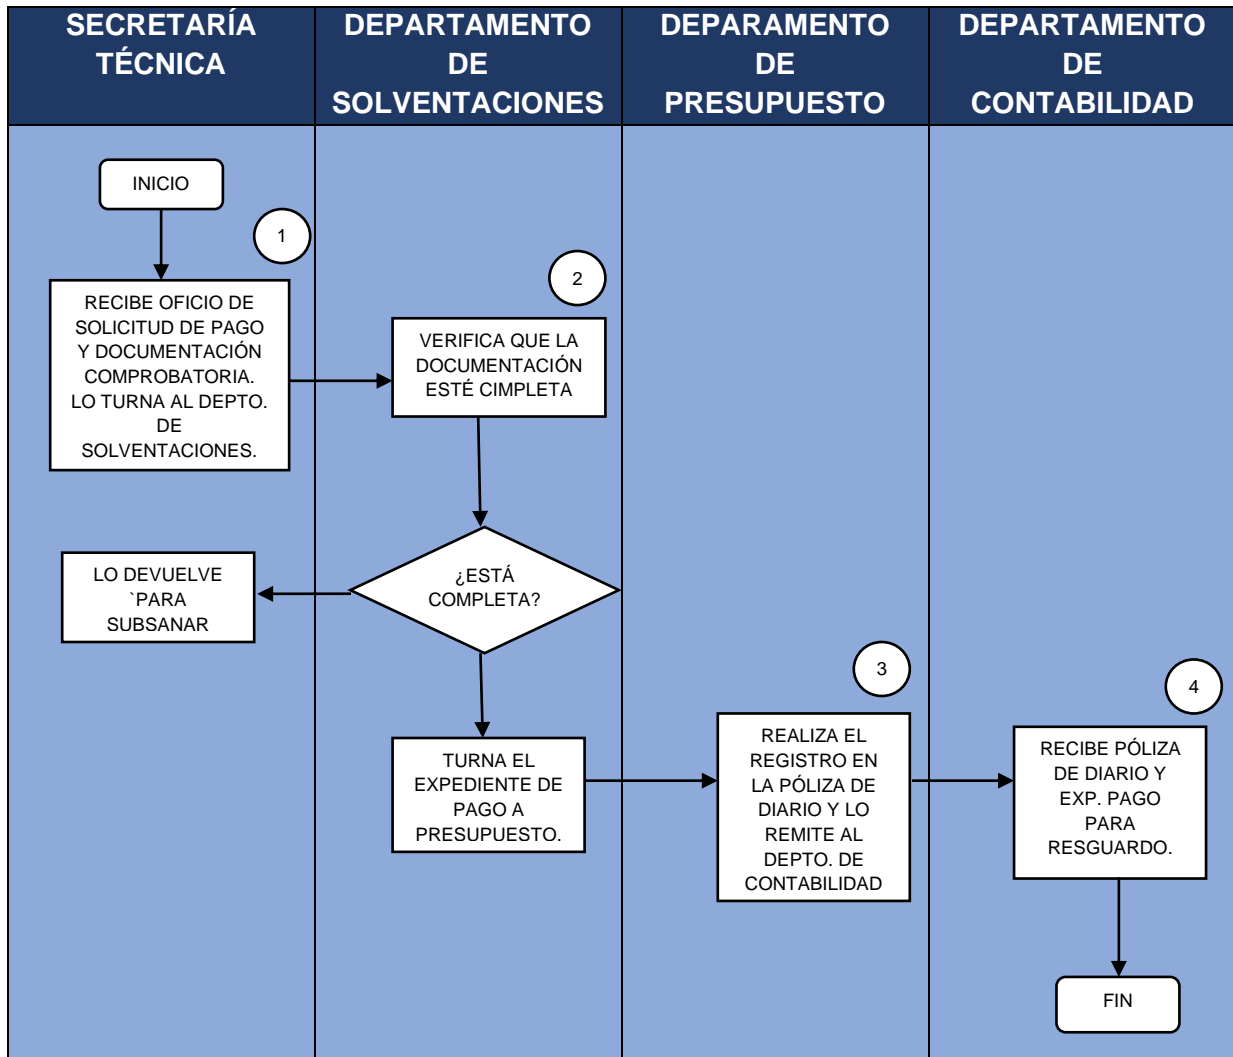 SECRETARÍA
TÉCNICA
DEPARTAMENTO
DE
SOLVENTACIONES
DEPARAMENTO
DE
PRESUPUESTO
DEPARTAMENTO
DE
CONTABILIDAD
INICIO
1
RECIBE OFICIO DE
SOLICITUD DE PAGO
Y DOCUMENTACIÓN
COMPROBATORIA.
LO TURNA AL DEPTO.
DE
SOLVENTACIONES.
2
VERIFICA QUE LA
DOCUMENTACIÓN
ESTÉ CIMPLETA
¿ESTÁ
COMPLETA?
LO DEVUELVE
`PARA
SUBSANAR
TURNA EL
EXPEDIENTE DE
PAGO A
PRESUPUESTO.
3
REALIZA EL
REGISTRO EN
LA PÓLIZA DE
DIARIO Y LO
REMITE AL
DEPTO. DE
CONTABILIDAD
4
RECIBE PÓLIZA
DE DIARIO Y
EXP. PAGO
PARA
RESGUARDO.
FIN